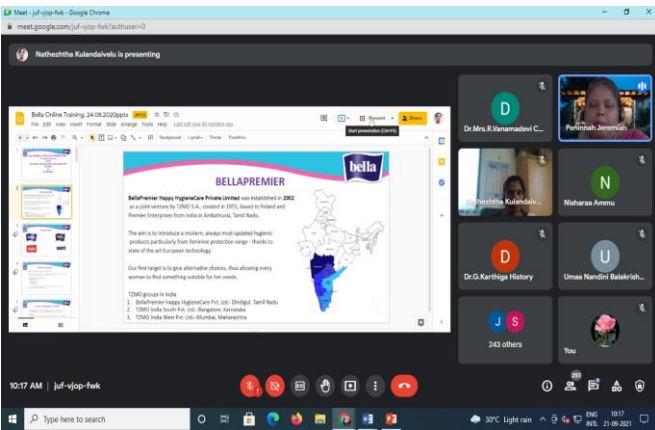 Meet - juf-vjop-fwk - Google Chrome
meet.google.com/juf-vjop-fwk?authuser=0
Nathezhtha Kulandaivelu is presenting
Bella Online Training, 24.08.2020pptx
File Edit View Insert Format Slide Arrange Tools Help Last edit was 30 minutes ago
Present
Share
Start presentation (Ctrl+F5)
Background Layout Theme Transition
bella
BELLAPREMIER
BellaPremier Happy HygieneCare Private Limited was established in 2002
as a joint-venture by TZMO S.A., created in 1951, based in Poland and
Premier Enterprises from India in Ambathurai, Tamil Nadu.
The aim is to introduce a modern, always most updated hygienic
products particularly from feminine protection range - thanks to
state of the art European technology.
Our first target is to give alternative choices, thus allowing every
woman to find something suitable for her needs.
TZMO groups in India
1. BellaPremier Happy HygieneCare Pvt. Ltd.- Dindigul, Tamil Nadu
2. TZMO India South Pvt. Ltd.- Bangalore, Karnataka
3. TZMO India West Pvt. Ltd.- Mumbai, Maharashtra
D
Dr.Mrs.R.Vanamadevi C...
Peninnah Joremiah
Nathezhtha Kulandaiv...
N
Nisharaa Ammu
D
Dr.G.Karthiga History
U
Umaa Nandini Balakrish...
J S
243 others
You
10:17 AM | juf-vjop-fwk
251
Type here to search
30°C Light rain
ENG
INTL
10:17
21-09-2021